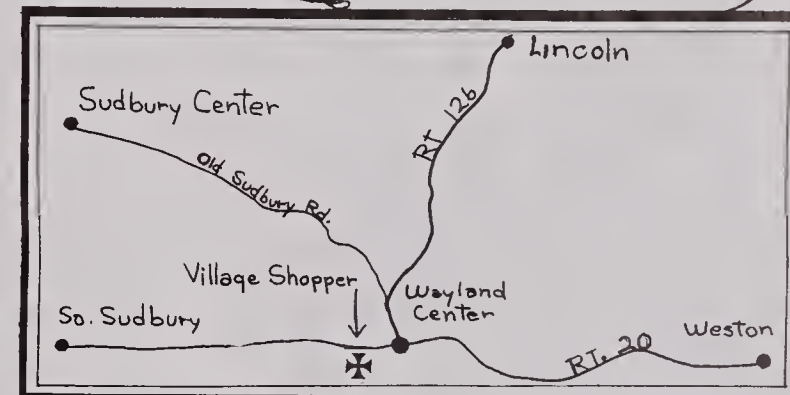 Lincoln
Sudbury Center
RT 126
Old Sudbury Rd.
Village Shopper
Wayland Center
So. Sudbury
Weston
RT. 20